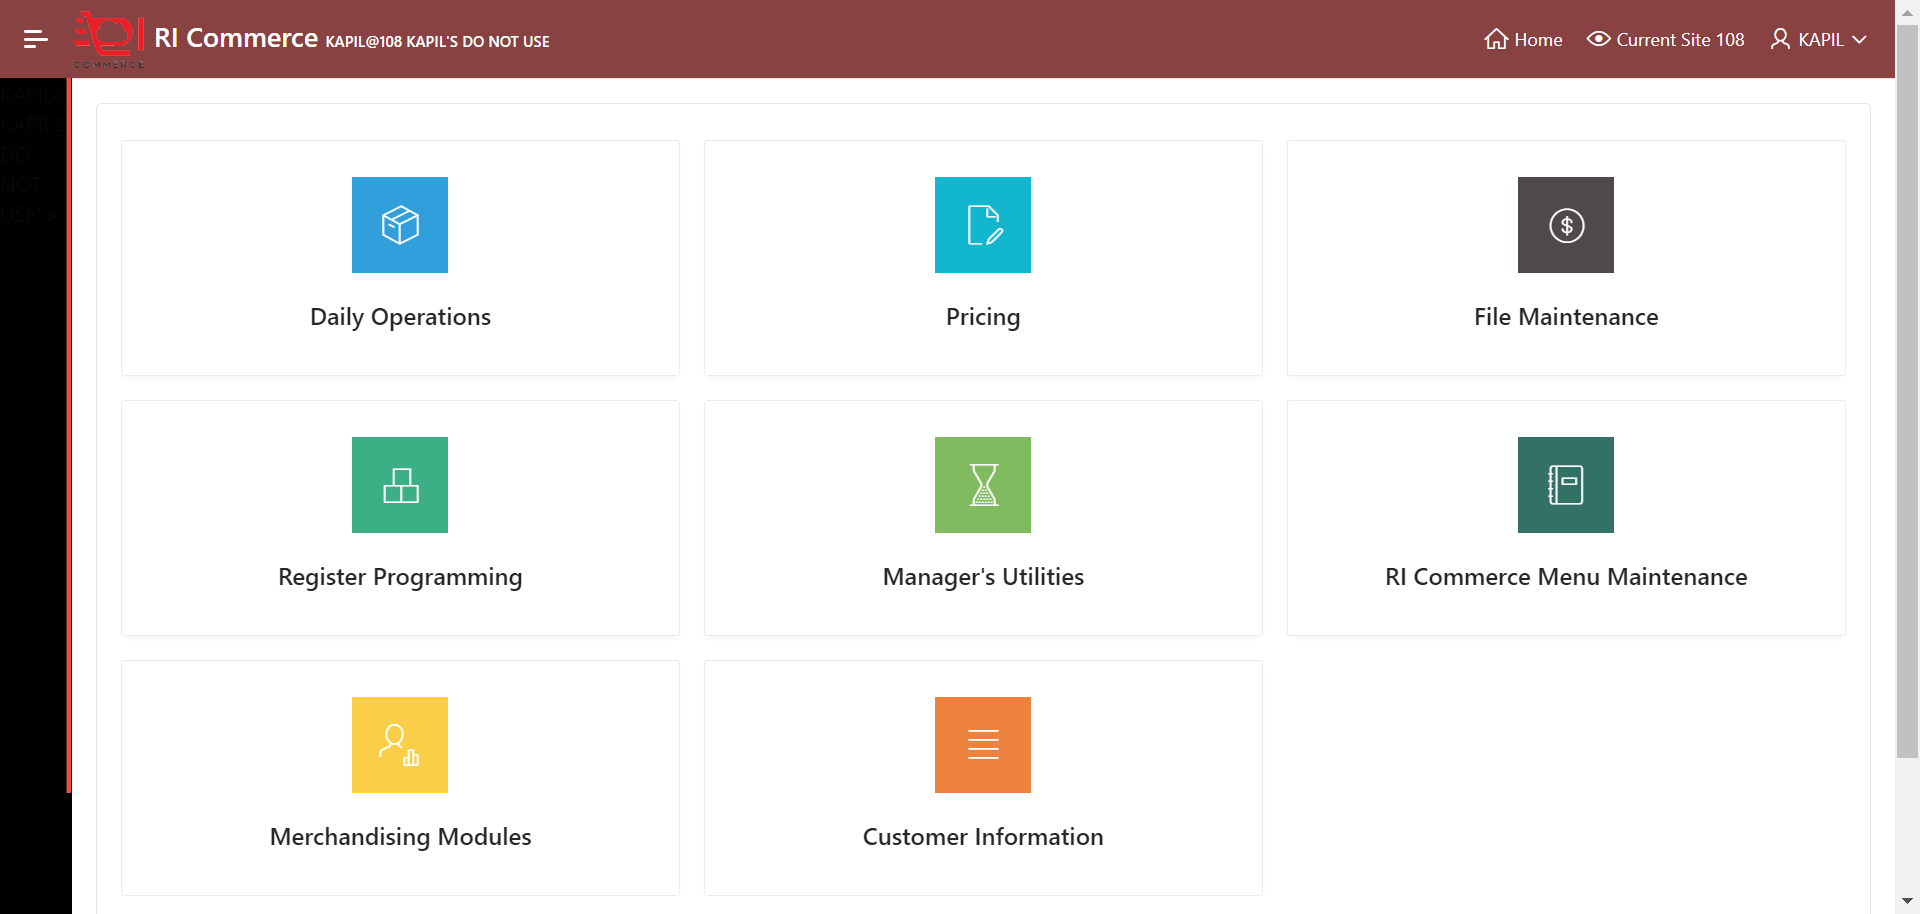 COMMERCE
RI Commerce KAPIL@108 KAPIL'S DO NOT USE
Home
Current Site 108
KAPIL
KAPIL@
KAPIL'S
DO
NOT
USE">
Daily Operations
Pricing
File Maintenance
Register Programming
Manager's Utilities
RI Commerce Menu Maintenance
Merchandising Modules
Customer Information